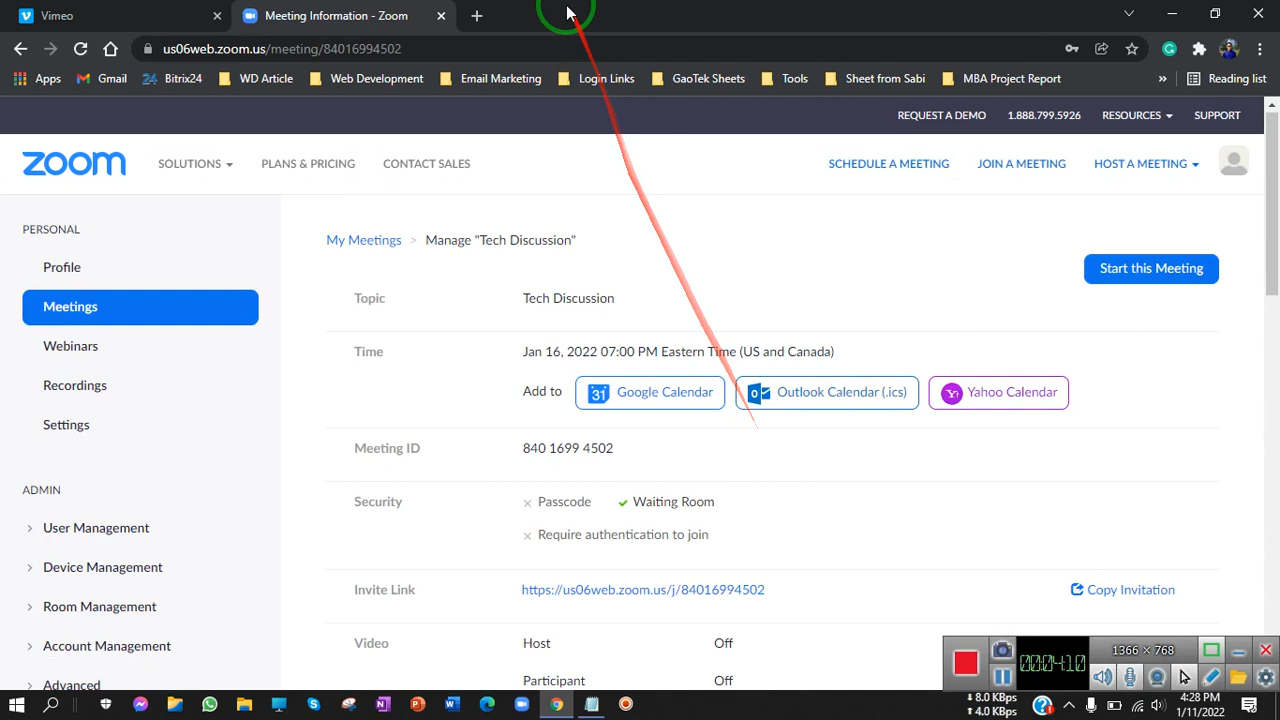 Vimeo
Meeting Information - Zoom
us06web.zoom.us/meeting/84016994502
Apps Gmail 24 Bitrix24 WD Article Web Development Email Marketing Login Links GaoTek Sheets Tools Sheet from Sabi MBA Project Report » Reading list
REQUEST A DEMO 1.888.799.5926 RESOURCES SUPPORT
zoom SOLUTIONS PLANS & PRICING CONTACT SALES SCHEDULE A MEETING JOIN A MEETING HOST A MEETING
PERSONAL
Profile
Meetings
Webinars
Recordings
Settings
ADMIN
User Management
Device Management
Room Management
Account Management
Advanced
My Meetings > Manage "Tech Discussion"
Start this Meeting
Topic Tech Discussion
Time Jan 16, 2022 07:00 PM Eastern Time (US and Canada)
Add to 31 Google Calendar Outlook Calendar (.ics) Yahoo Calendar
Meeting ID 840 1699 4502
Security Passcode Waiting Room
Require authentication to join
Invite Link https://us06web.zoom.us/j/84016994502 Copy Invitation
Video Host Off
Participant Off
00:04:10 1366 × 768
8.0 KBps
4.0 KBps
4:28 PM
1/11/2022